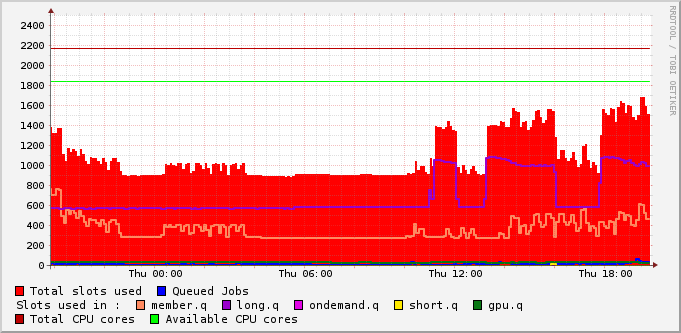 2400
2200
2000
1800
1600
1400
1200
1000
800
600
400
200
0
Thu 00:00 Thu 06:00 Thu 12:00 Thu 18:00
RRDTOOL / TOBI OETIKER
Total slots used Queued Jobs
Slots used in : member.q long.q ondemand.q short.q gpu.q
Total CPU cores Available CPU cores